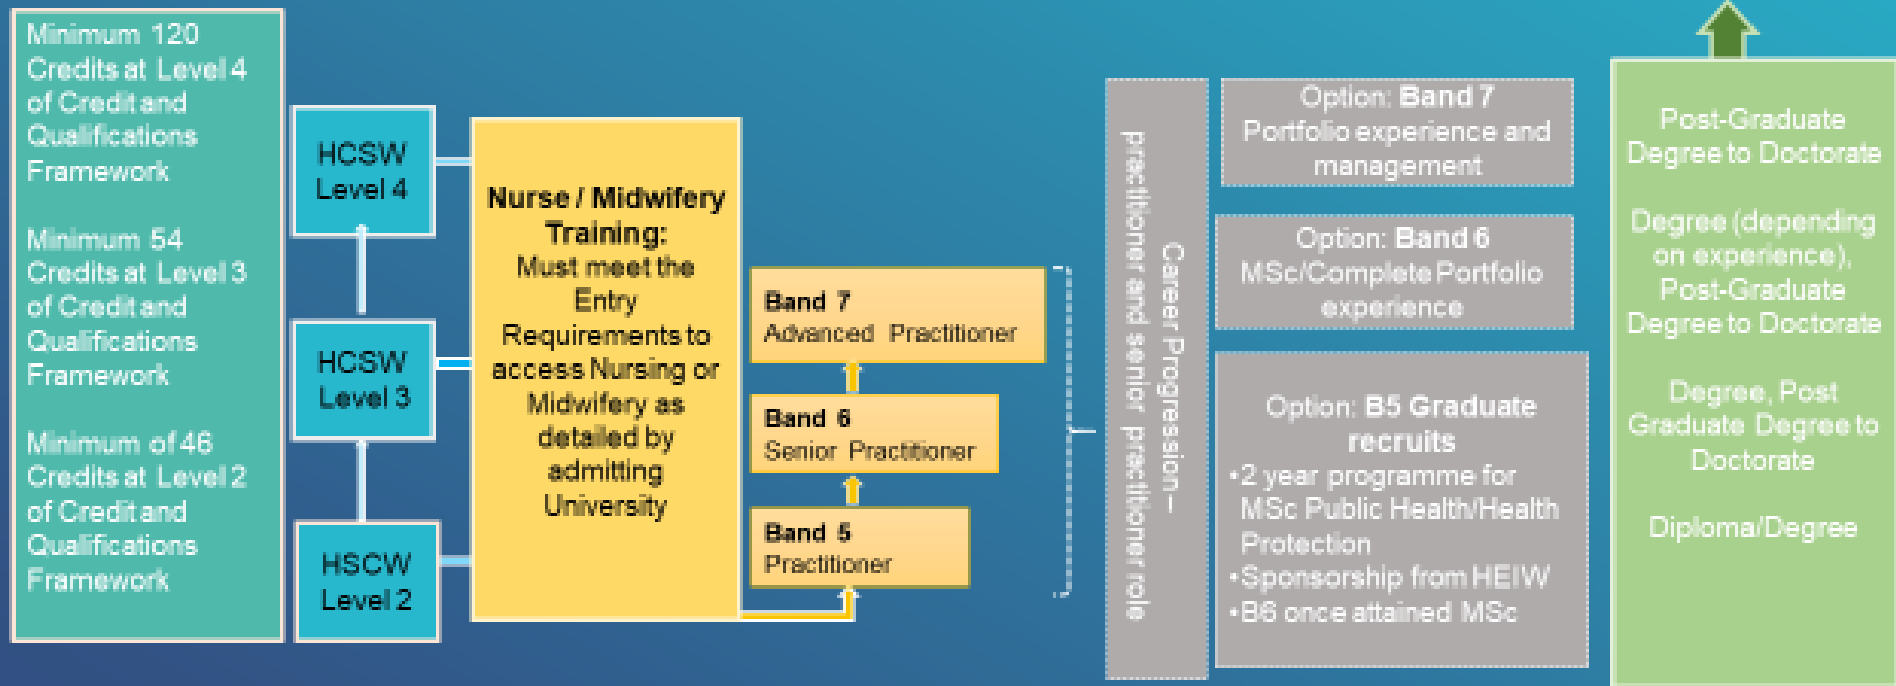 Minimum 120
Credits at Level 4
of Credit and
Qualifications
Framework
Minimum 54
Credits at Level 3
of Credit and
Qualifications
Framework
Minimum of 46
Credits at Level 2
of Credit and
Qualifications
Framework
HCSW
Level 4
HCSW
Level 3
HSCW
Level 2
Nurse / Midwifery
Training:
Must meet the
Entry
Requirements to
access Nursing or
Midwifery as
detailed by
admitting
University
Band 7
Advanced Practitioner
Band 6
Senior Practitioner
Band 5
Practitioner
Career Progression –
practitioner and senior practitioner role
Option: Band 7
Portfolio experience and
management
Option: Band 6
MSc/Complete Portfolio
experience
Option: B5 Graduate
recruits
•2 year programme for
MSc Public Health/Health
Protection
•Sponsorship from HEIW
•B6 once attained MSc
Post-Graduate
Degree to Doctorate
Degree (depending
on experience),
Post-Graduate
Degree to Doctorate
Degree, Post
Graduate Degree to
Doctorate
Diploma/Degree